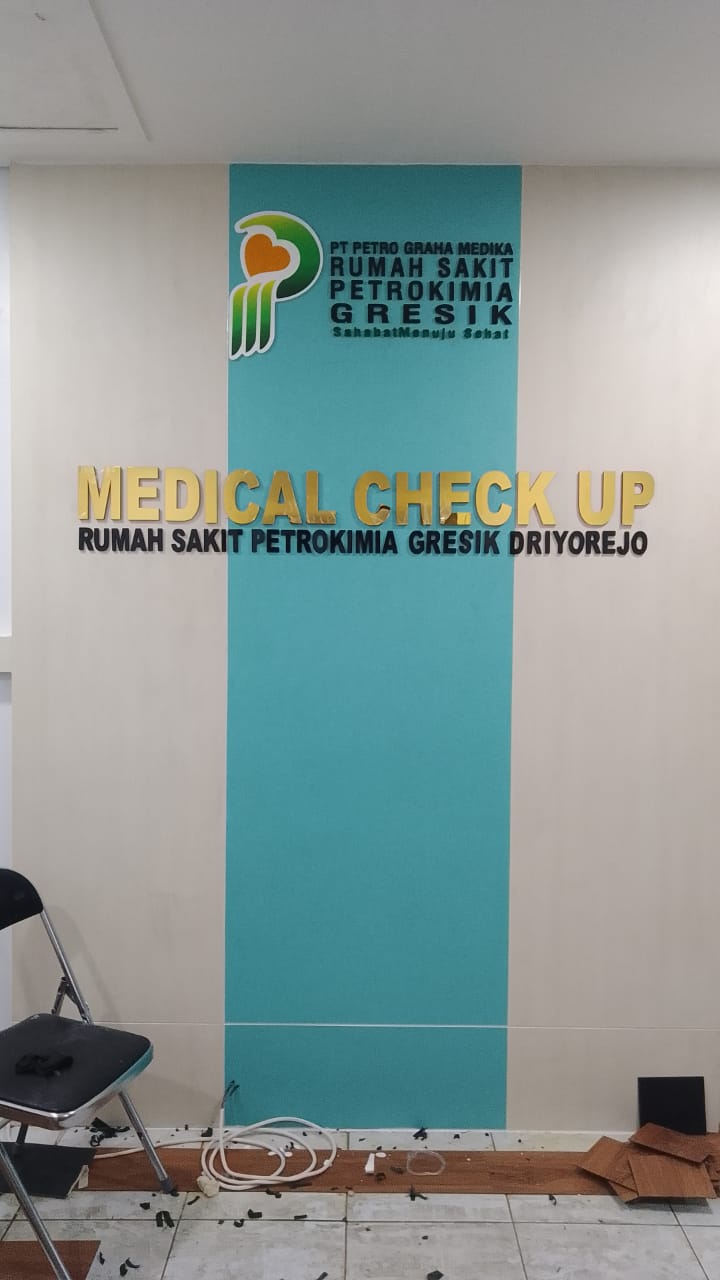 PT PETRO GRAHA MEDIKA
RUMAH SAKIT
PETROKIMIA
GRESIK
SahabatMenuju Sehat
MEDICAL CHECK UP
RUMAH SAKIT PETROKIMIA GRESIK DRIYOREJO